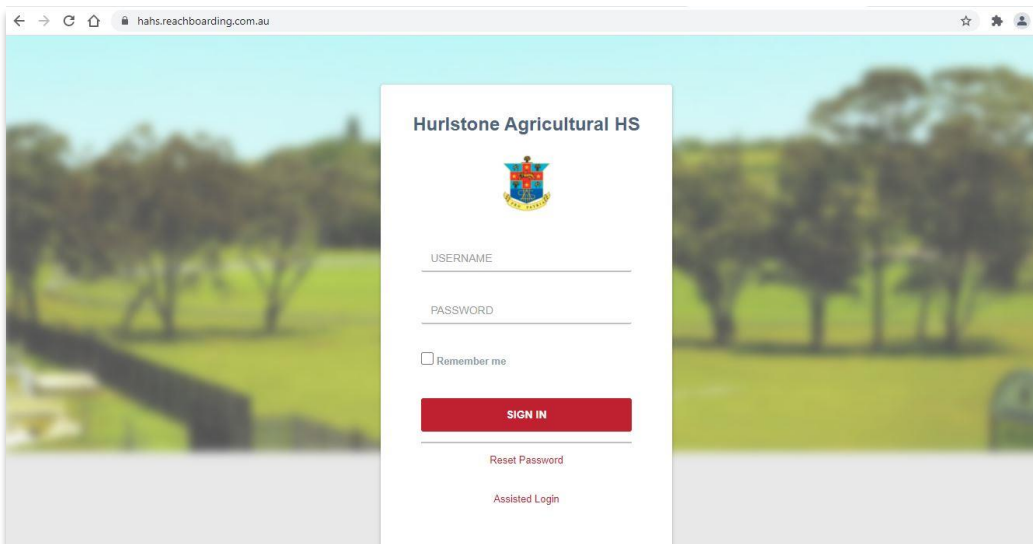 hahs.reachboarding.com.au
Hurlstone Agricultural HS
USERNAME
PASSWORD
Remember me
SIGN IN
Reset Password
Assisted Login